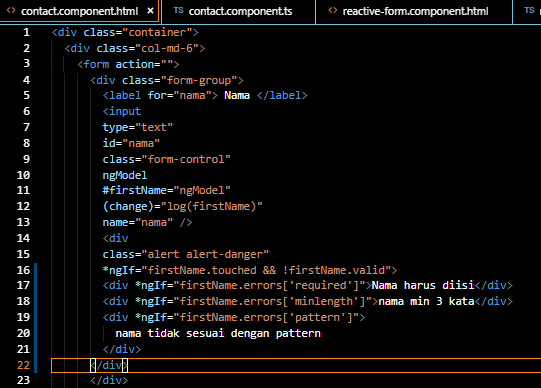 contact.component.html × TS contact.component.ts reactive-form.component.html TS
1 <div class="container">
2 <div class="col-md-6">
3 <form action="">
4 <div class="form-group">
5 <label for="nama"> Nama </label>
6 <input
7 type="text"
8 id="nama"
9 class="form-control"
10 ngModel
11 #firstName="ngModel"
12 (change)="log(firstName)"
13 name="nama" />
14 <div
15 class="alert alert-danger"
16 *ngIf="firstName.touched && !firstName.valid">
17 <div *ngIf="firstName.errors['required']">Nama harus diisi</div>
18 <div *ngIf="firstName.errors['minlength']">nama min 3 kata</div>
19 <div *ngIf="firstName.errors['pattern']">
20 nama tidak sesuai dengan pattern
21 </div>
22 </div>
23 </div>